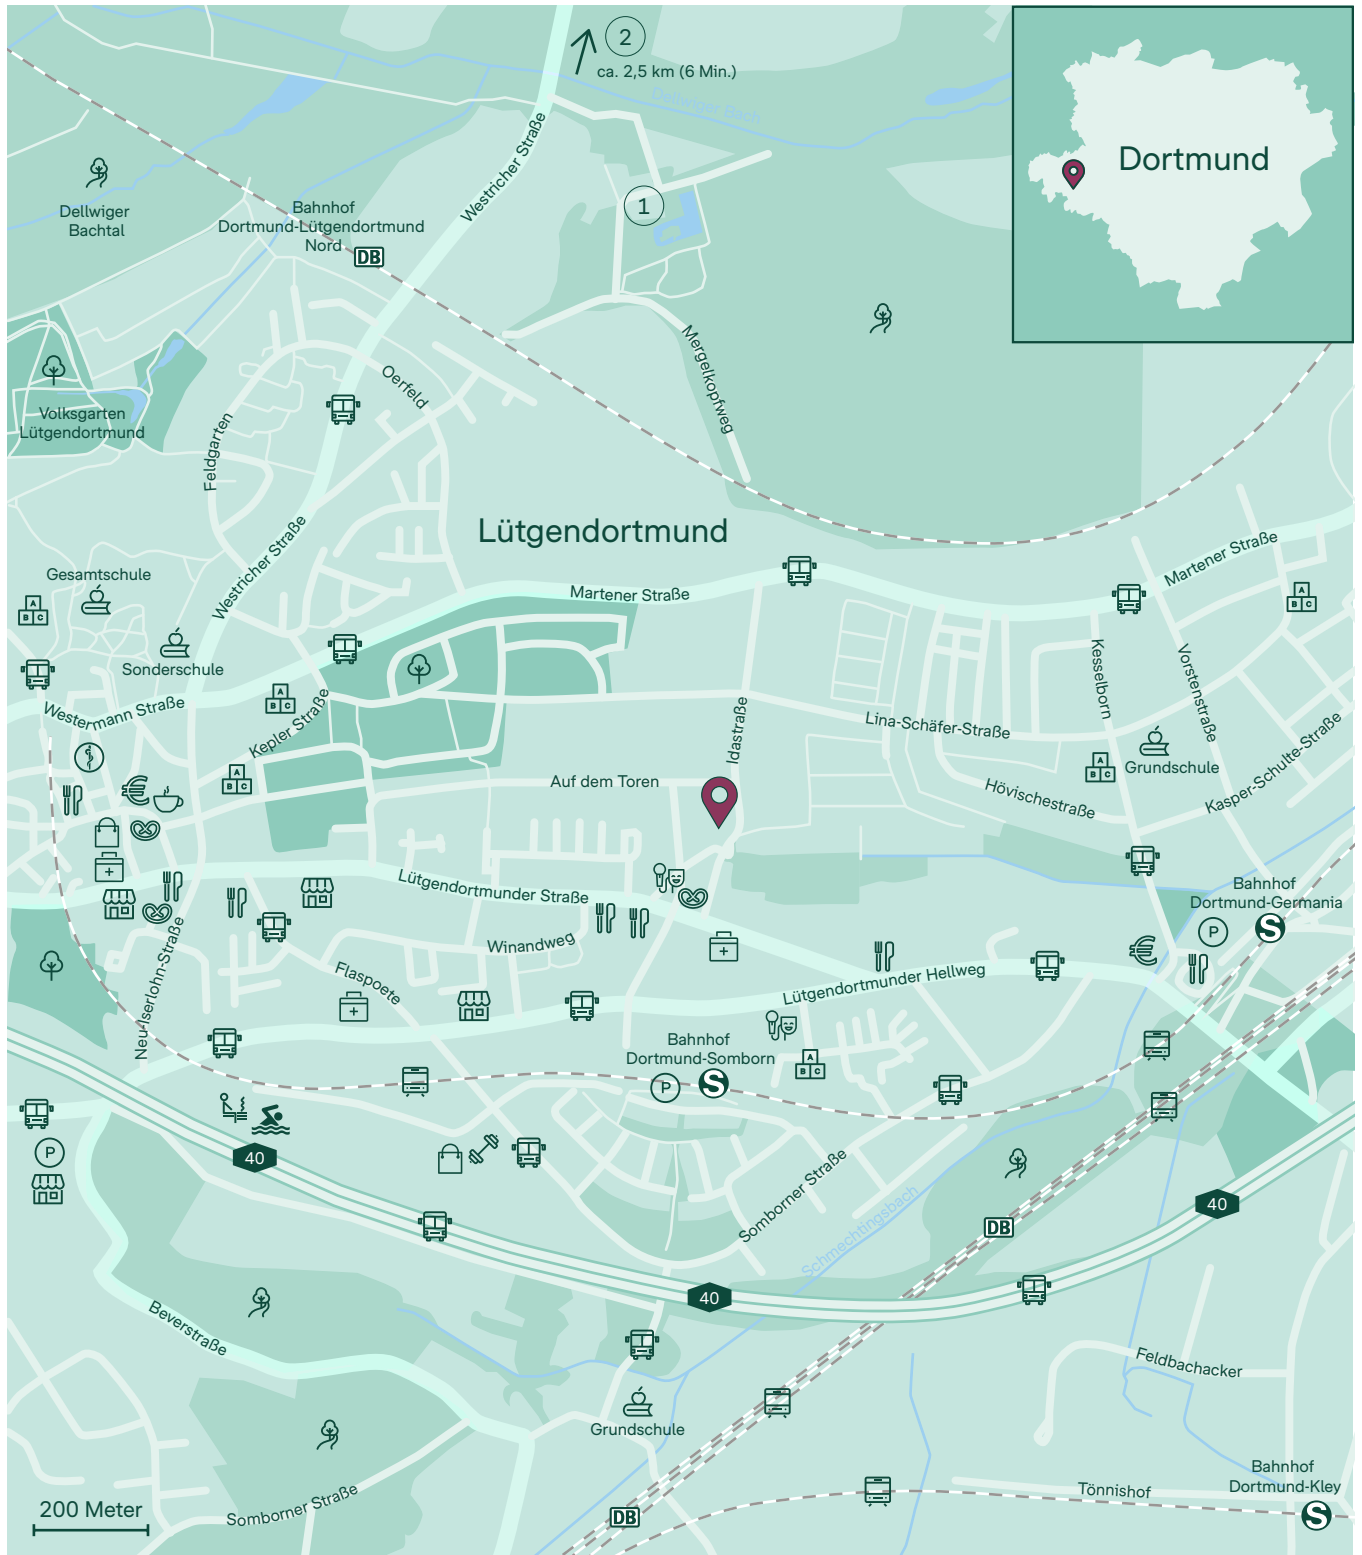 2
ca. 2,5 km (6 Min.)
Dellwiger Bach
Dortmund
Westricher Straße
Dellwiger
Bachtal
1
Bahnhof
Dortmund-Lütgendortmund
Nord
DB
Mergelkopfweg
Oerfeld
Volksgarten
Lütgendortmund
Feldgarten
Lütgendortmund
Westricher Straße
Martener Straße
Gesamtschule
A
B C
Martener Straße
A
B C
Sonderschule
Kesselborn
Vorstenstraße
Westermann Straße
A
B C
Kepler Straße
Idastraße
Lina-Schäfer-Straße
Kasper-Schulte-Straße
A
B C
Auf dem Toren
A
B C
Grundschule
Hövischestraße
€
Lütgendortmunder Straße
Bahnhof
Dortmund-Germania
S
P
€
Neu-Iserlohn-Straße
Winandweg
Flaspoete
Lütgendortmunder Hellweg
Bahnhof
Dortmund-Somborn
P
S
A
B C
P
40
Somborner Straße
Schmechtingsbach
40
DB
40
Beverstraße
Feldbachacker
Grundschule
Bahnhof
Dortmund-Kley
S
Tönnishof
200 Meter
Somborner Straße
DB